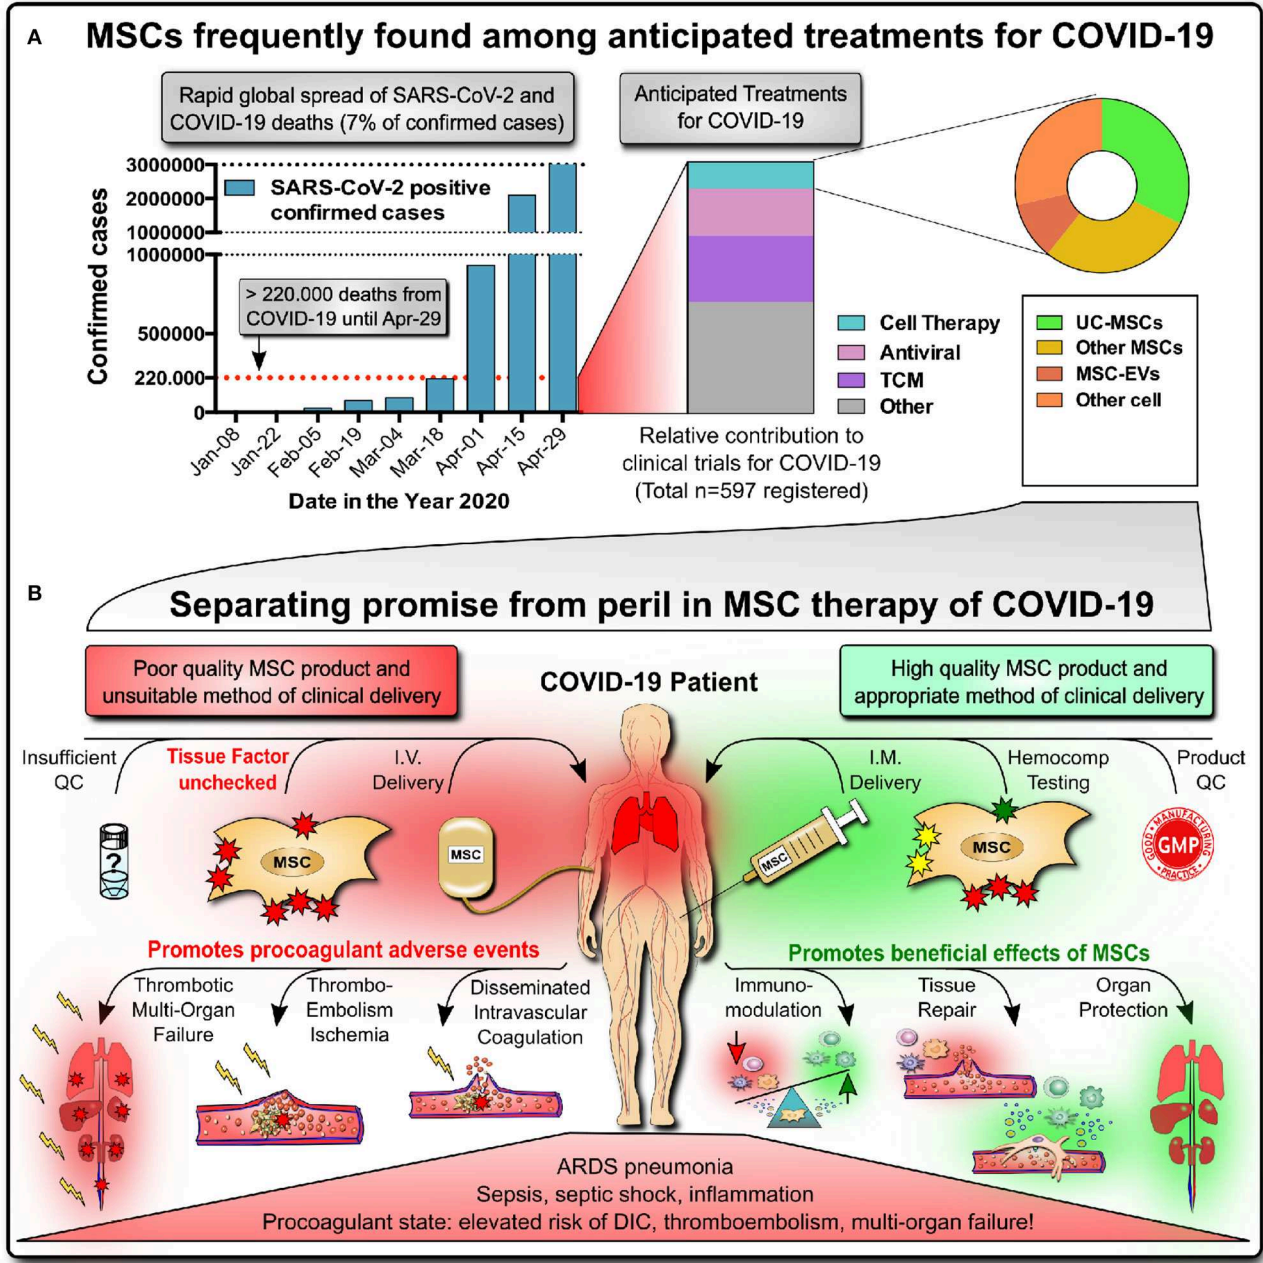 A
MSCs frequently found among anticipated treatments for COVID-19
Rapid global spread of SARS-CoV-2 and
COVID-19 deaths (7% of confirmed cases)
Anticipated Treatments
for COVID-19
Confirmed cases
3000000
2000000
1000000
1000000
500000
220.000
0
SARS-CoV-2 positive
confirmed cases
> 220.000 deaths from
COVID-19 until Apr-29
Jan-08
Jan-22
Feb-05
Feb-19
Mar-04
Mar-18
Apr-01
Apr-15
Apr-29
Date in the Year 2020
Cell Therapy
Antiviral
TCM
Other
Relative contribution to
clinical trials for COVID-19
(Total n=597 registered)
UC-MSCs
Other MSCs
MSC-EVs
Other cell
B
Separating promise from peril in MSC therapy of COVID-19
Poor quality MSC product and
unsuitable method of clinical delivery
COVID-19 Patient
High quality MSC product and
appropriate method of clinical delivery
Insufficient
QC
Tissue Factor
unchecked
I.V.
Delivery
I.M.
Delivery
Hemocomp
Testing
Product
QC
?
MSC
MSC
MSC
MSC
GOOD MANUFACTURING
GMP
PRACTICE
Promotes procoagulant adverse events
Promotes beneficial effects of MSCs
Thrombotic
Multi-Organ
Failure
Thrombo-
Embolism
Ischemia
Disseminated
Intravascular
Coagulation
Immuno-
modulation
Tissue
Repair
Organ
Protection
ARDS pneumonia
Sepsis, septic shock, inflammation
Procoagulant state: elevated risk of DIC, thromboembolism, multi-organ failure!